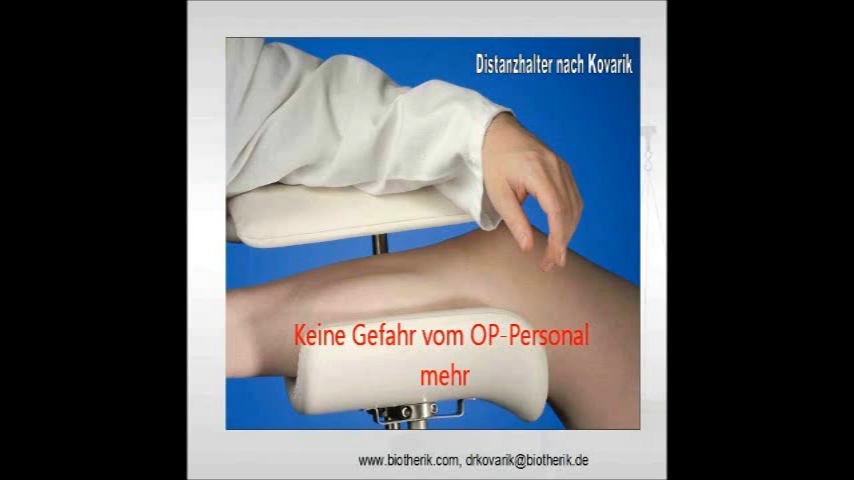 Distanzhalter nach Kovarik
Keine Gefahr vom OP-Personal
mehr
www.biotherik.com, drkovarik@biotherik.de